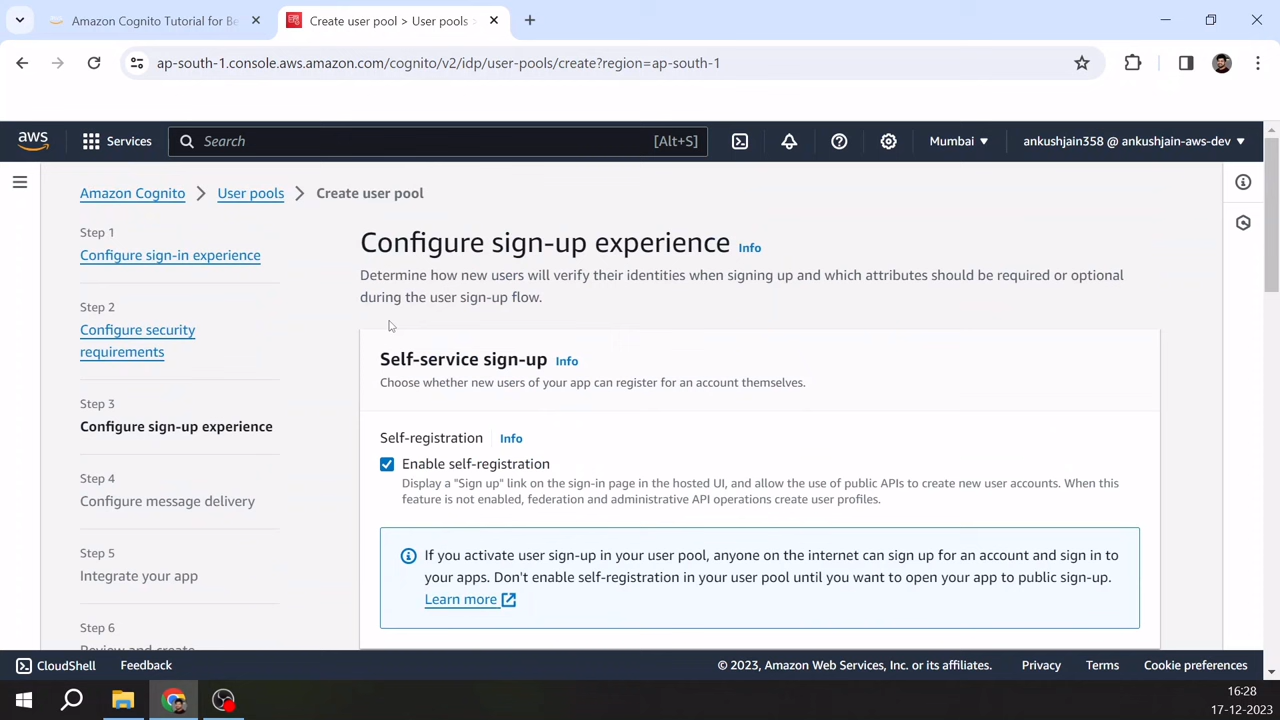 Amazon Cognito Tutorial for Be
Create user pool > User pools
ap-south-1.console.aws.amazon.com/cognito/v2/idp/user-pools/create?region=ap-south-1
aws
Services
Search
[Alt+S]
Mumbai
ankushjain358 @ ankushjain-aws-dev
Amazon Cognito
User pools
Create user pool
Step 1
Configure sign-in experience
Step 2
Configure security
requirements
Step 3
Configure sign-up experience
Step 4
Configure message delivery
Step 5
Integrate your app
Step 6
Review and create
Configure sign-up experience Info
Determine how new users will verify their identities when signing up and which attributes should be required or optional
during the user sign-up flow.
Self-service sign-up Info
Choose whether new users of your app can register for an account themselves.
Self-registration Info
Enable self-registration
Display a "Sign up" link on the sign-in page in the hosted UI, and allow the use of public APIs to create new user accounts. When this
feature is not enabled, federation and administrative API operations create user profiles.
If you activate user sign-up in your user pool, anyone on the internet can sign up for an account and sign in to
your apps. Don't enable self-registration in your user pool until you want to open your app to public sign-up.
Learn more
CloudShell
Feedback
© 2023, Amazon Web Services, Inc. or its affiliates.
Privacy
Terms
Cookie preferences
16:28
17-12-2023